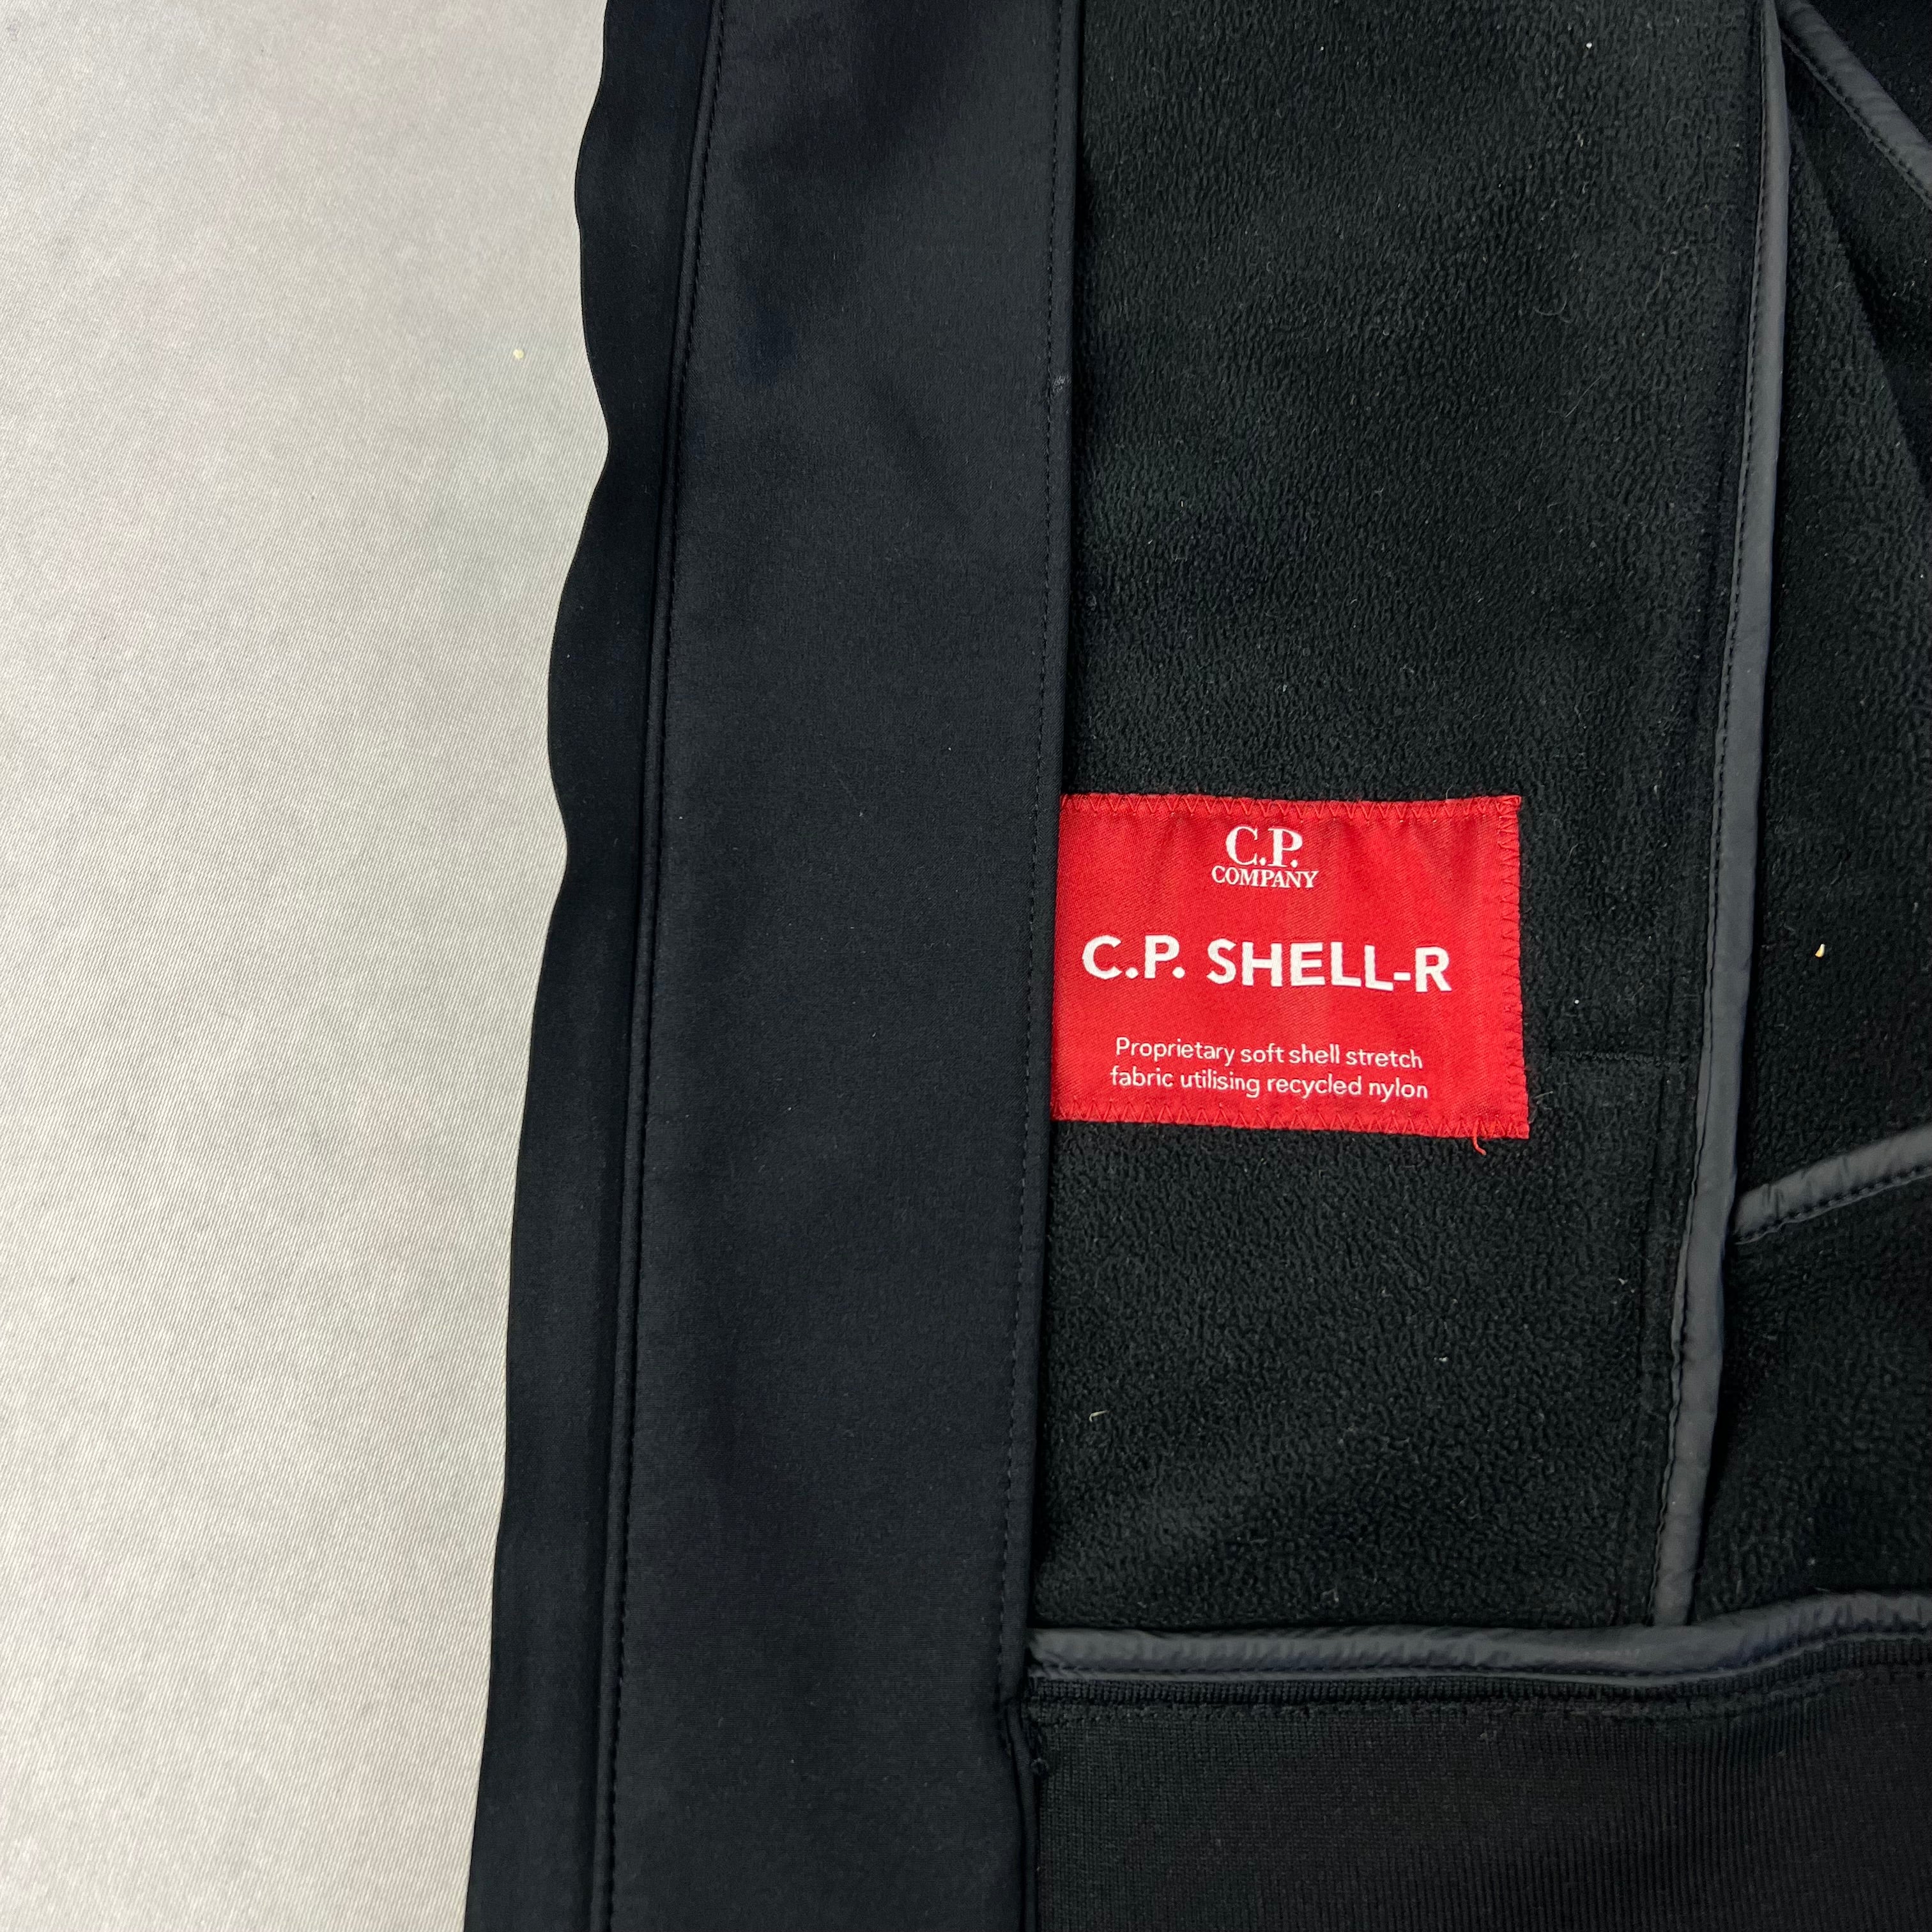 C.P.
COMPANY
C.P. SHELL-R
Proprietary soft shell stretch
fabric utilising recycled nylon